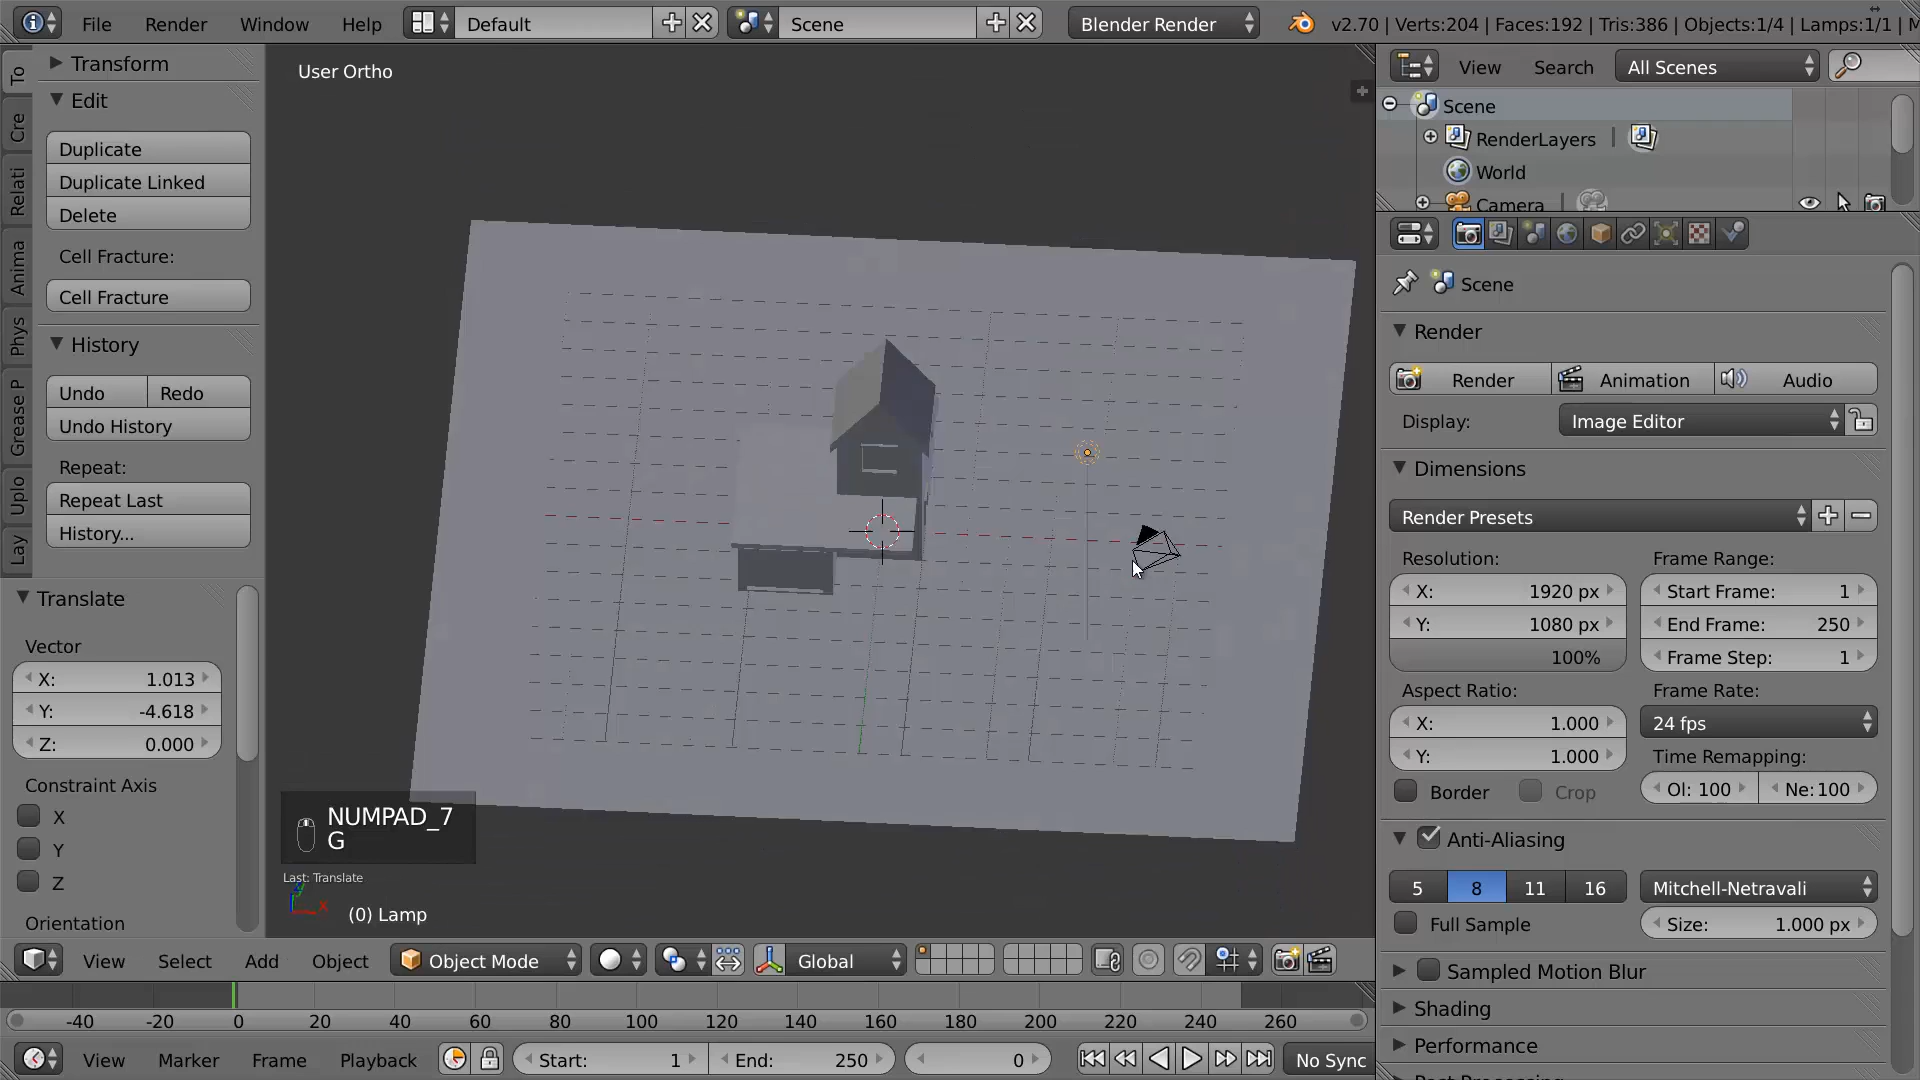 File Render Window Help Default Scene Blender Render v2.70 | Verts:204 | Faces:192 | Tris:386 | Objects:1/4 | Lamps:1/1 | M
To
Cre
Relati
Anima
Phys
Grease P
Uplo
Lay
Transform
Edit
Duplicate
Duplicate Linked
Delete
Cell Fracture:
Cell Fracture
History
Undo Redo
Undo History
Repeat:
Repeat Last
History...
Translate
Vector
X: 1.013
Y: -4.618
Z: 0.000
Constraint Axis
X
Y
Z
Orientation
User Ortho
NUMPAD_7
G
Last: Translate
(0) Lamp
View Select Add Object Object Mode Global
-40 -20 0 20 40 60 80 100 120 140 160 180 200 220 240 260
View Marker Frame Playback Start: 1 End: 250 0 No Sync
View Search All Scenes
Scene
RenderLayers
World
Camera
Scene
Render
Render Animation Audio
Display: Image Editor
Dimensions
Render Presets
Resolution: Frame Range:
X: 1920 px Start Frame: 1
Y: 1080 px End Frame: 250
100% Frame Step: 1
Aspect Ratio: Frame Rate:
X: 1.000 24 fps
Y: 1.000 Time Remapping:
Border Crop Ol: 100 Ne:100
Anti-Aliasing
5 8 11 16 Mitchell-Netravali
Full Sample Size: 1.000 px
Sampled Motion Blur
Shading
Performance